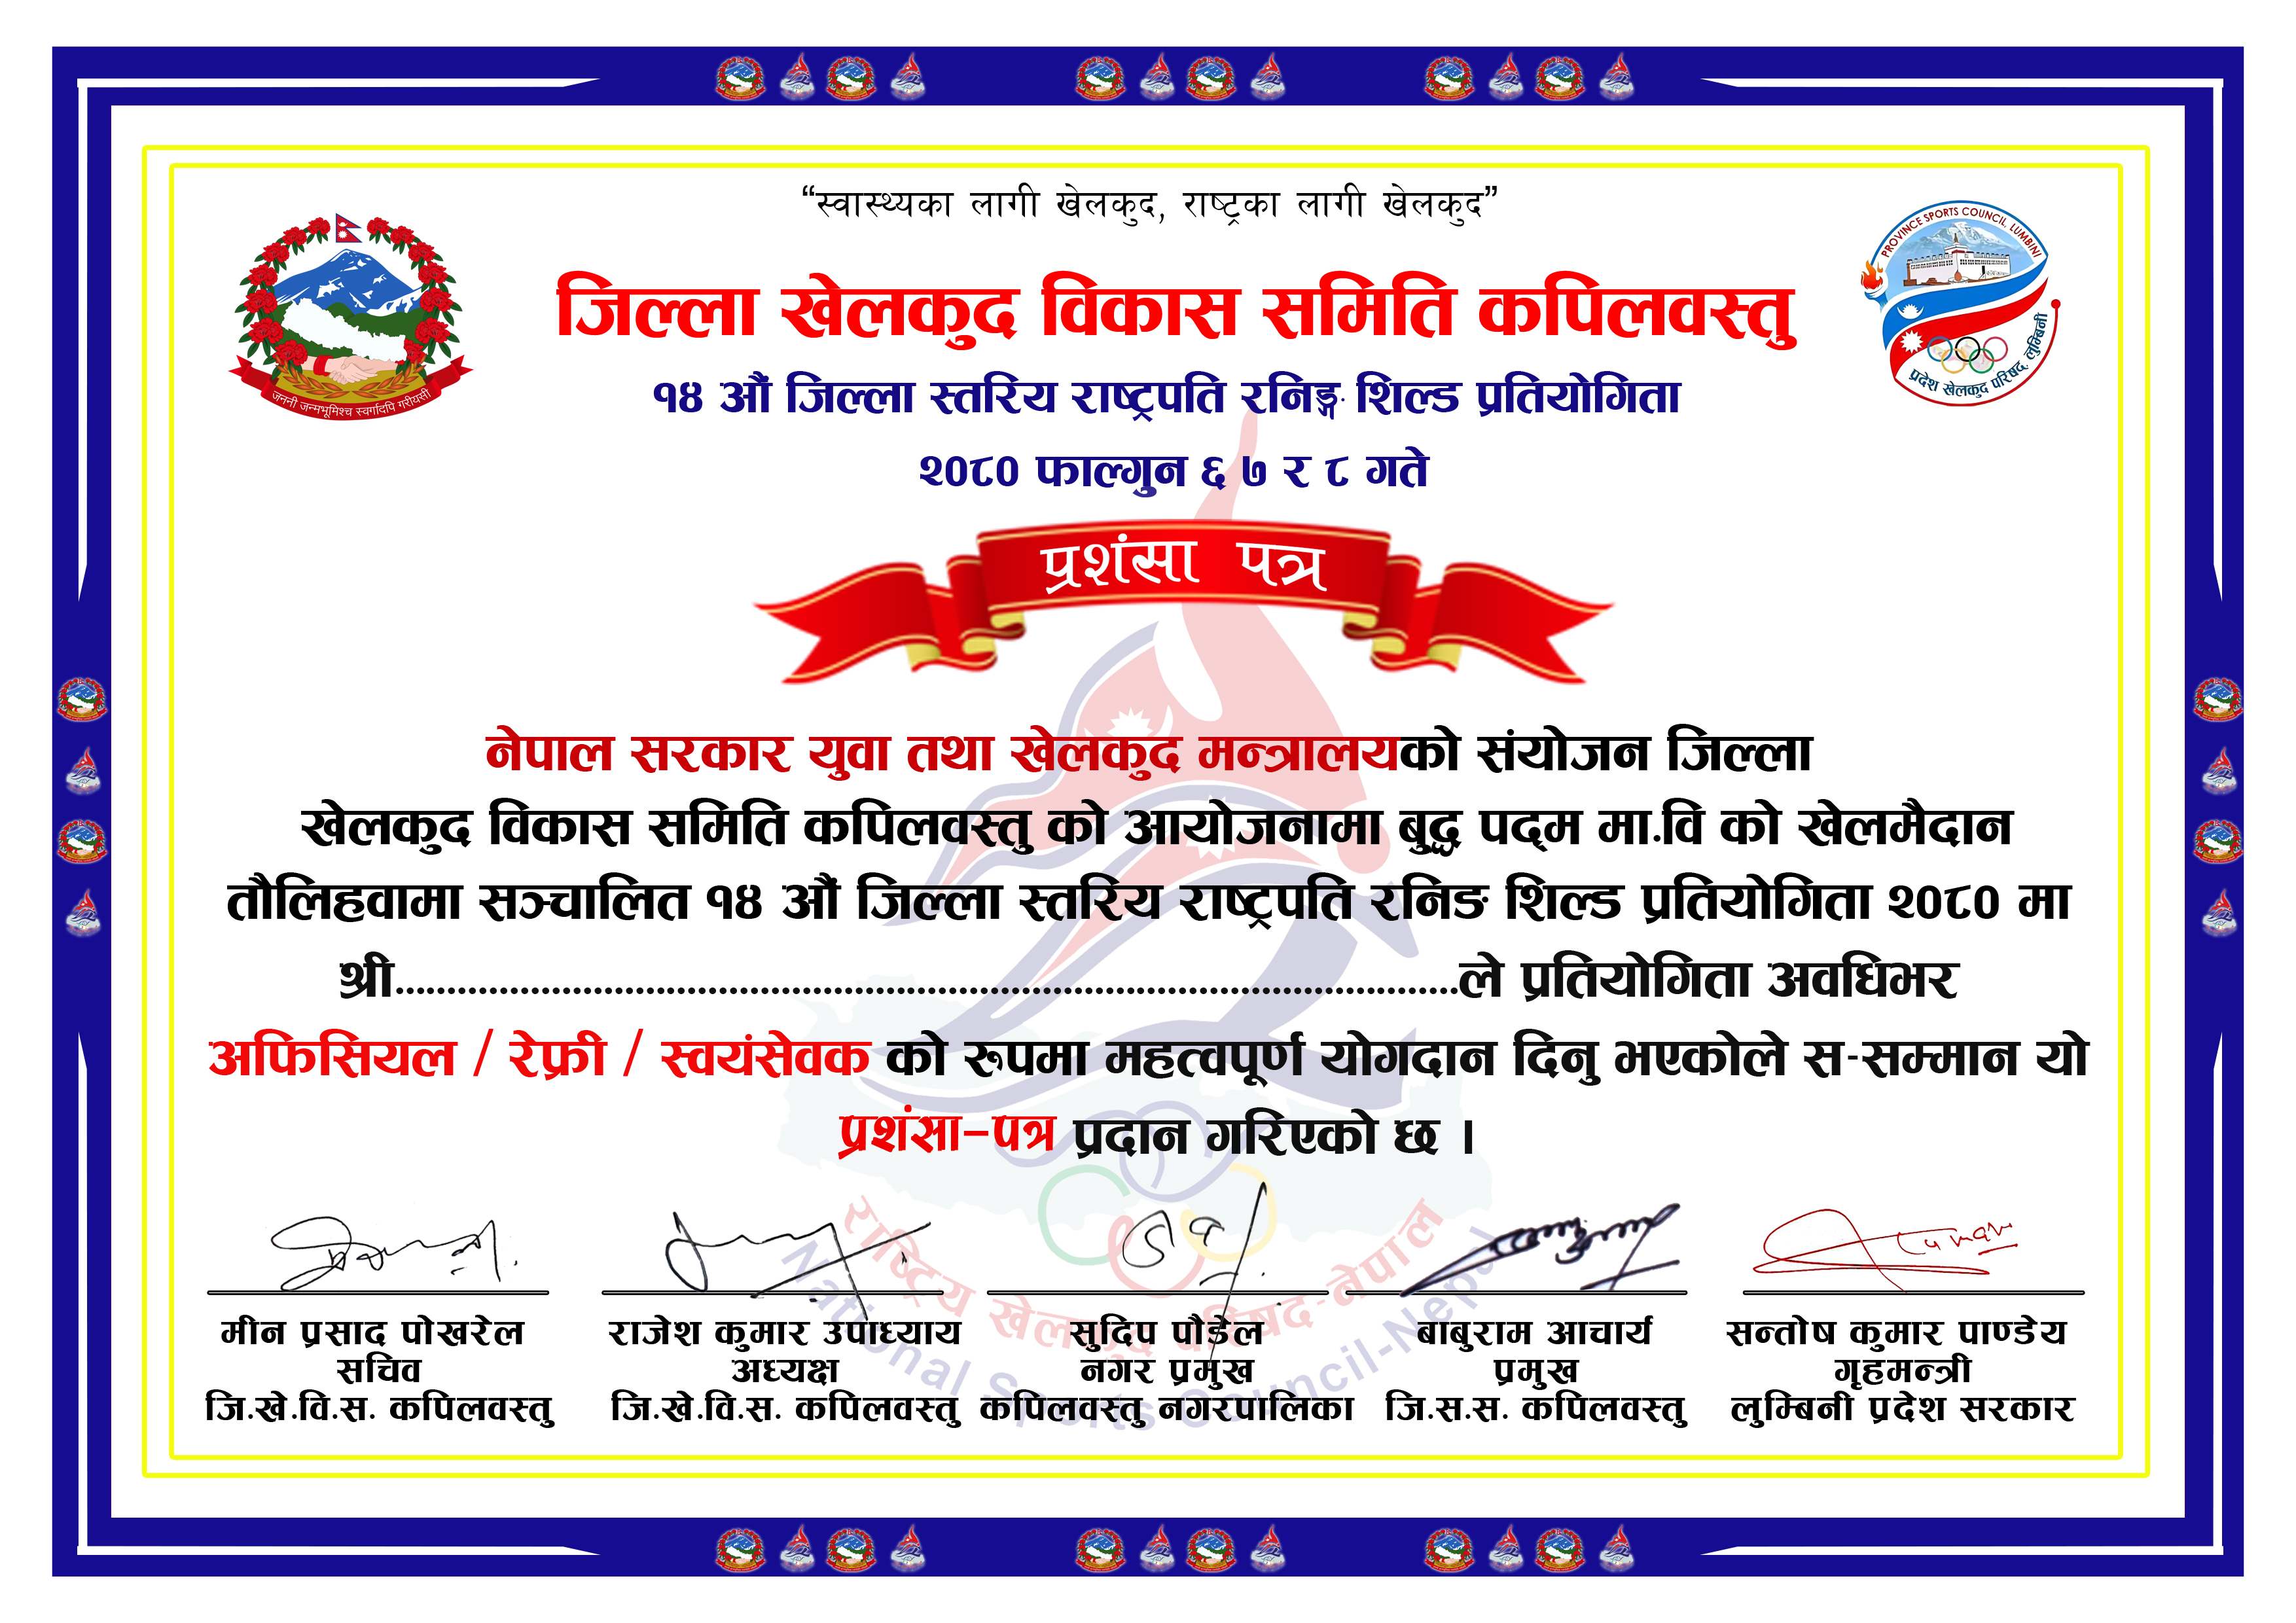 “स्वास्थ्यका लागी खेलकुद, राष्ट्रका लागी खेलकुद”
जननी जन्मभूमिश्च स्वर्गादपि गरीयसी
PROVINCE SPORTS COUNCIL, LUMBINI
प्रदेश खेलकुद परिषद् लुम्बिनी
जिल्ला खेलकुद विकास समिति कपिलवस्तु
१४ औं जिल्ला स्तरिय राष्ट्रपति रनिङ्ग शिल्ड प्रतियोगिता
२०८० फाल्गुन ६ ७ र ८ गते
प्रशंसा पत्र
नेपाल सरकार युवा तथा खेलकुद मन्त्रालयको संयोजन जिल्ला
खेलकुद विकास समिति कपिलवस्तु को आयोजनामा बुद्ध पद्म मा.वि को खेलमैदान
तौलिहवामा सञ्चालित १४ औं जिल्ला स्तरिय राष्ट्रपति रनिङ शिल्ड प्रतियोगिता २०८० मा
श्री............................................................................................ले प्रतियोगिता अवधिभर
अफिसियल / रेफ्री / स्वयंसेवक को रुपमा महत्वपूर्ण योगदान दिनु भएकोले स-सम्मान यो
प्रशंसा–पत्र प्रदान गरिएको छ ।
राष्ट्रिय खेलकुद परिषद-नेपाल
National Sports Council-Nepal
मीन प्रसाद पोखरेल
सचिव
जि.खे.वि.स. कपिलवस्तु
राजेश कुमार उपाध्याय
अध्यक्ष
जि.खे.वि.स. कपिलवस्तु
सुदिप पौडेल
नगर प्रमुख
कपिलवस्तु नगरपालिका
बाबुराम आचार्य
प्रमुख
जि.स.स. कपिलवस्तु
सन्तोष कुमार पाण्डेय
गृहमन्त्री
लुम्बिनी प्रदेश सरकार